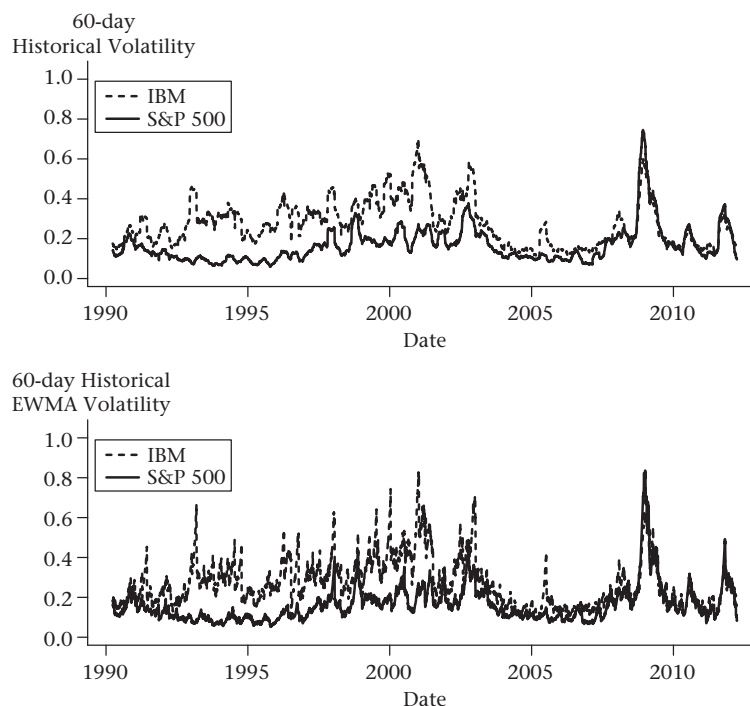 60-day
Historical Volatility
1.0
IBM
0.8
S&P 500
0.6
0.4
0.2
0.0
1990 1995 2000 2005 2010
Date
60-day Historical
EWMA Volatility
1.0
IBM
0.8
S&P 500
0.6
0.4
0.2
0.0
1990 1995 2000 2005 2010
Date